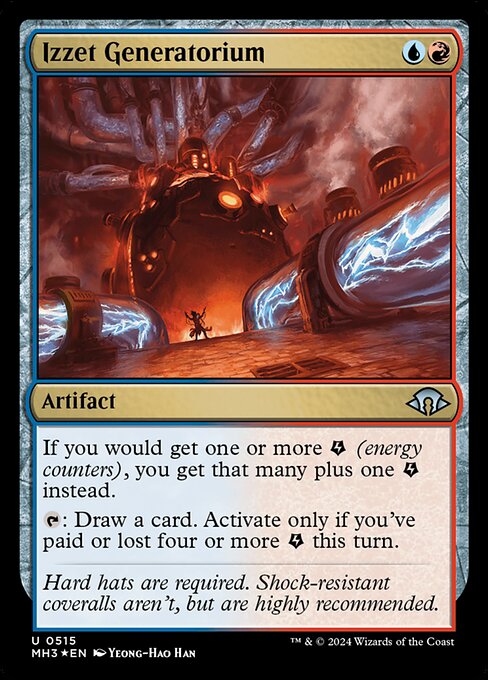 Izzet Generatorium
Artifact
If you would get one or more (energy
counters), you get that many plus one
instead.
: Draw a card. Activate only if you've
paid or lost four or more this turn.
Hard hats are required. Shock-resistant
coveralls aren't, but are highly recommended.
U 0515
MH3 ★ EN Yeong-Hao Han
™ & © 2024 Wizards of the Coast